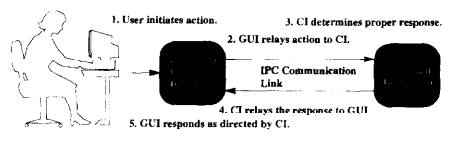 1. User initiates action.
3. CI determines proper response.
2. GUI relays action to CI.
IPC Communication
Link
4. CI relays the response to GUI
5. GUI responds as directed by CI.